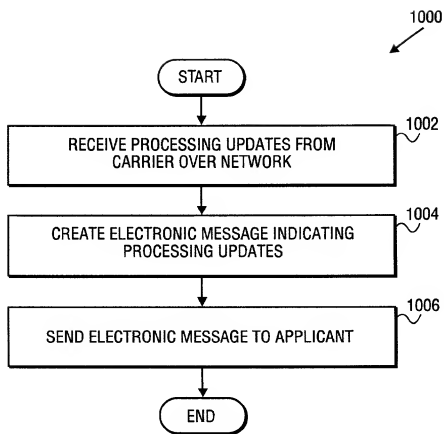 1000
START
1002
RECEIVE PROCESSING UPDATES FROM
CARRIER OVER NETWORK
1004
CREATE ELECTRONIC MESSAGE INDICATING
PROCESSING UPDATES
1006
SEND ELECTRONIC MESSAGE TO APPLICANT
END